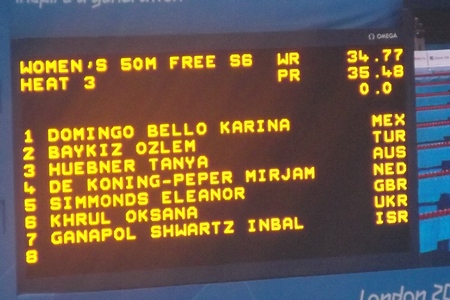 Inspire a generation
Ω OMEGA
WOMEN'S 50M FREE S6 WR 34.77
HEAT 3 PR 35.48
0.0
1 DOMINGO BELLO KARINA MEX
2 BAYKIZ OZLEM TUR
3 HUEBNER TANYA AUS
4 DE KONING-PEPER MIRJAM NED
5 SIMMONDS ELEANOR GBR
6 KHRUL OKSANA UKR
7 GANAPOL SHWARTZ INBAL ISR
8
London 20